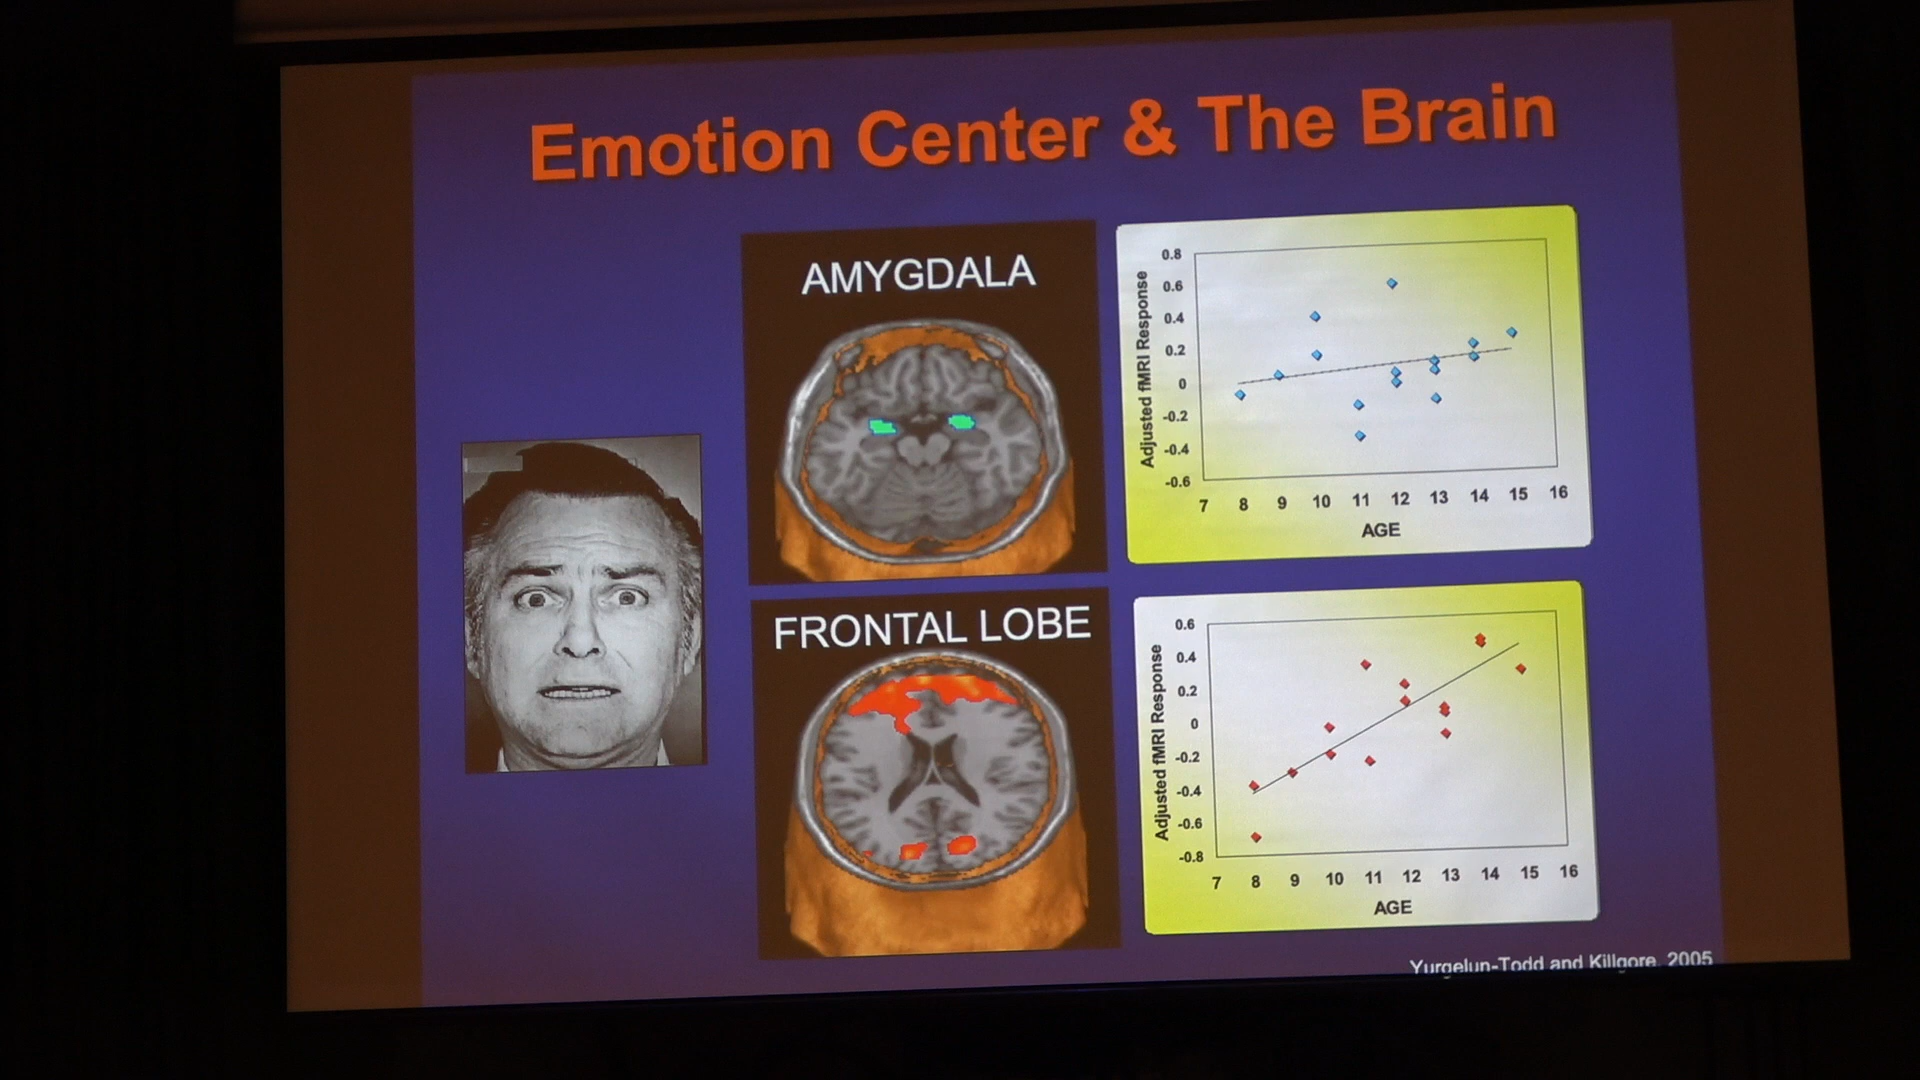 Emotion Center & The Brain
AMYGDALA
Adjusted fMRI Response
0.8
0.6
0.4
0.2
0
-0.2
-0.4
-0.6
7 8 9 10 11 12 13 14 15 16
AGE
FRONTAL LOBE
Adjusted fMRI Response
0.6
0.4
0.2
0
-0.2
-0.4
-0.6
-0.8
7 8 9 10 11 12 13 14 15 16
AGE
Yurgelun-Todd and Killgore, 2005